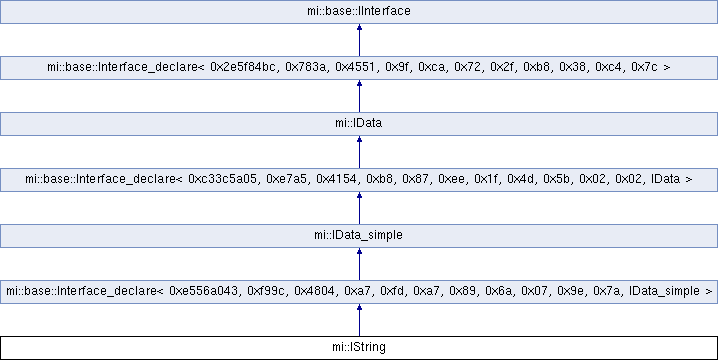 mi::base::IInterface
mi::base::Interface_declare< 0x2e5f84bc, 0x783a, 0x4551, 0x9f, 0xca, 0x72, 0x2f, 0xb8, 0x38, 0xc4, 0x7c >
mi::IData
mi::base::Interface_declare< 0xc33c5a05, 0xe7a5, 0x4154, 0xb8, 0x87, 0xee, 0x1f, 0x4d, 0x5b, 0x02, 0x02, IData >
mi::IData_simple
mi::base::Interface_declare< 0xe556a043, 0xf99c, 0x4804, 0xa7, 0xfd, 0xa7, 0x89, 0x6a, 0x07, 0x9e, 0x7a, IData_simple >
mi::IString